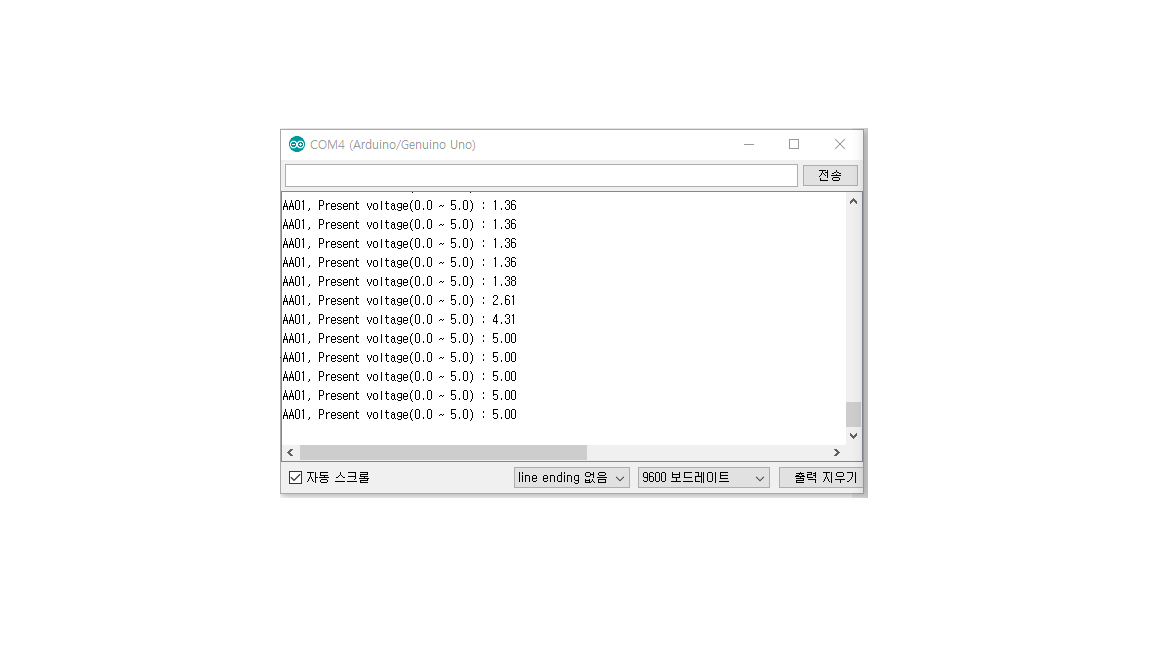 COM4 (Arduino/Genuino Uno)
전송
AA01, Present voltage(0.0 ~ 5.0) : 1.36
AA01, Present voltage(0.0 ~ 5.0) : 1.36
AA01, Present voltage(0.0 ~ 5.0) : 1.36
AA01, Present voltage(0.0 ~ 5.0) : 1.36
AA01, Present voltage(0.0 ~ 5.0) : 1.38
AA01, Present voltage(0.0 ~ 5.0) : 2.61
AA01, Present voltage(0.0 ~ 5.0) : 4.31
AA01, Present voltage(0.0 ~ 5.0) : 5.00
AA01, Present voltage(0.0 ~ 5.0) : 5.00
AA01, Present voltage(0.0 ~ 5.0) : 5.00
AA01, Present voltage(0.0 ~ 5.0) : 5.00
AA01, Present voltage(0.0 ~ 5.0) : 5.00
자동 스크롤 line ending 없음 9600 보드레이트 출력 지우기